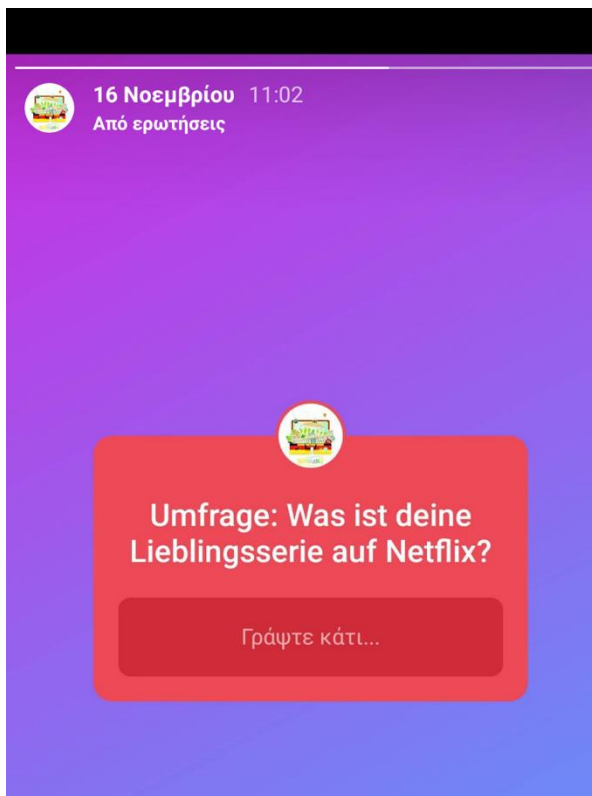 16 Νοεμβρίου 11:02
Από ερωτήσεις
Umfrage: Was ist deine
Lieblingsserie auf Netflix?
Γράψτε κάτι...